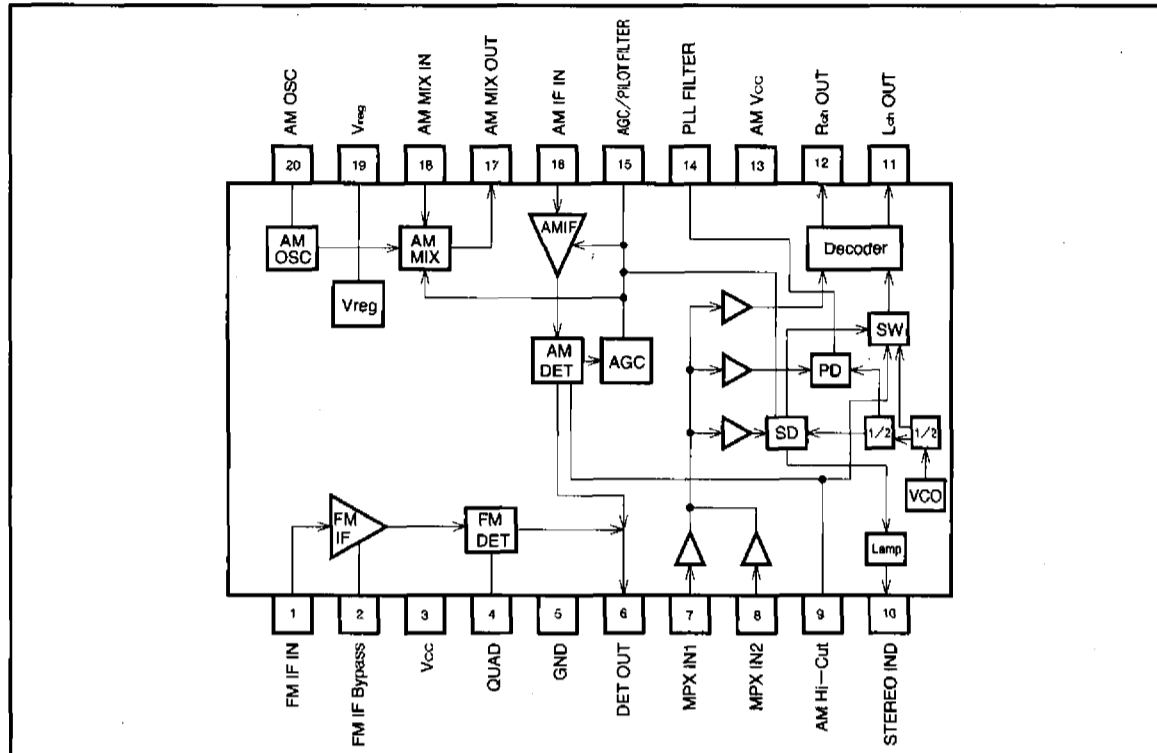 AM OSC
Vreg
AM MIX IN
AM MIX OUT
AM IF IN
AGC/PILOT FILTER
PLL FILTER
AM Vcc
Rch OUT
Lch OUT
20
19
18
17
16
15
14
13
12
11
AM
OSC
AM
MIX
AMIF
Decoder
Vreg
SW
AM
DET
AGC
PD
SD
1/2
1/2
VCO
FM
IF
FM
DET
Lamp
1
2
3
4
5
6
7
8
9
10
FM IF IN
FM IF Bypass
Vcc
QUAD
GND
DET OUT
MPX IN1
MPX IN2
AM Hi-Cut
STEREO IND